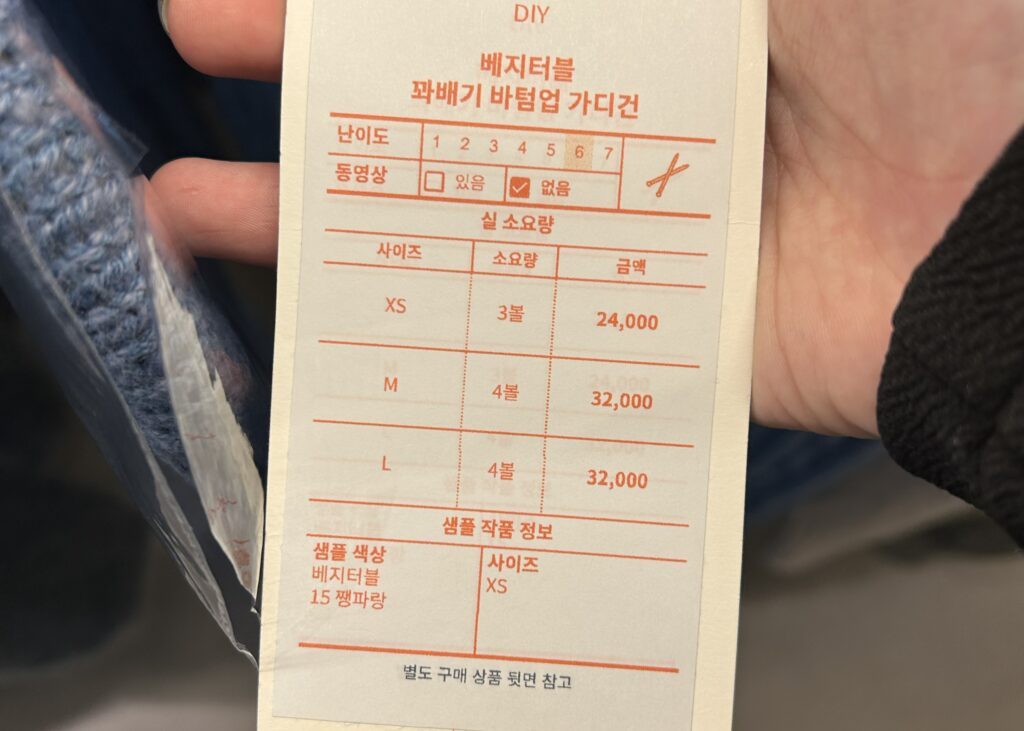 DIY
베지터블
꽈배기 바텀업 가디건
난이도 1 2 3 4 5 6 7
동영상 있음 없음
실 소요량
사이즈 소요량 금액
XS 3볼 24,000
M 4볼 32,000
L 4볼 32,000
샘플 작품 정보
샘플 색상 사이즈
베지터블 XS
15 쨍파랑
별도 구매 상품 뒷면 참고